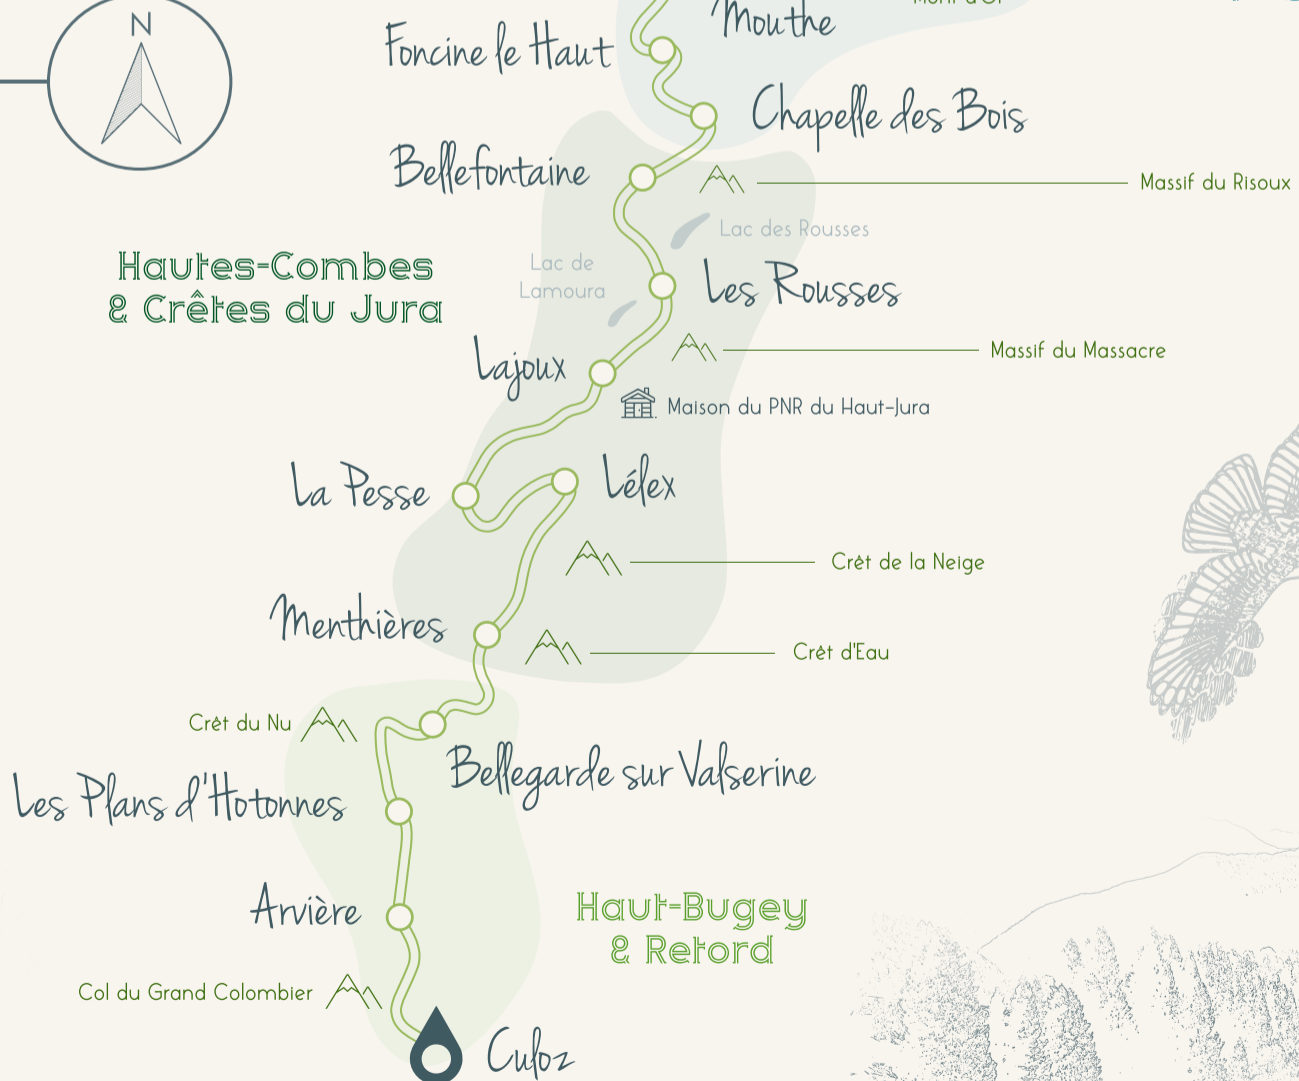 Mont d'Or
N
Mouthe
Foncine le Haut
Chapelle des Bois
Bellefontaine
Massif du Risoux
Lac des Rousses
Hautes-Combes
& Crêtes du Jura
Lac de
Lamoura
Les Rousses
Lajoux
Massif du Massacre
Maison du PNR du Haut-Jura
La Pesse
Lélex
Crêt de la Neige
Menthières
Crêt d'Eau
Crêt du Nu
Bellegarde sur Valserine
Les Plans d'Hotonnes
Arvière
Haut-Bugey
& Retord
Col du Grand Colombier
Culoz